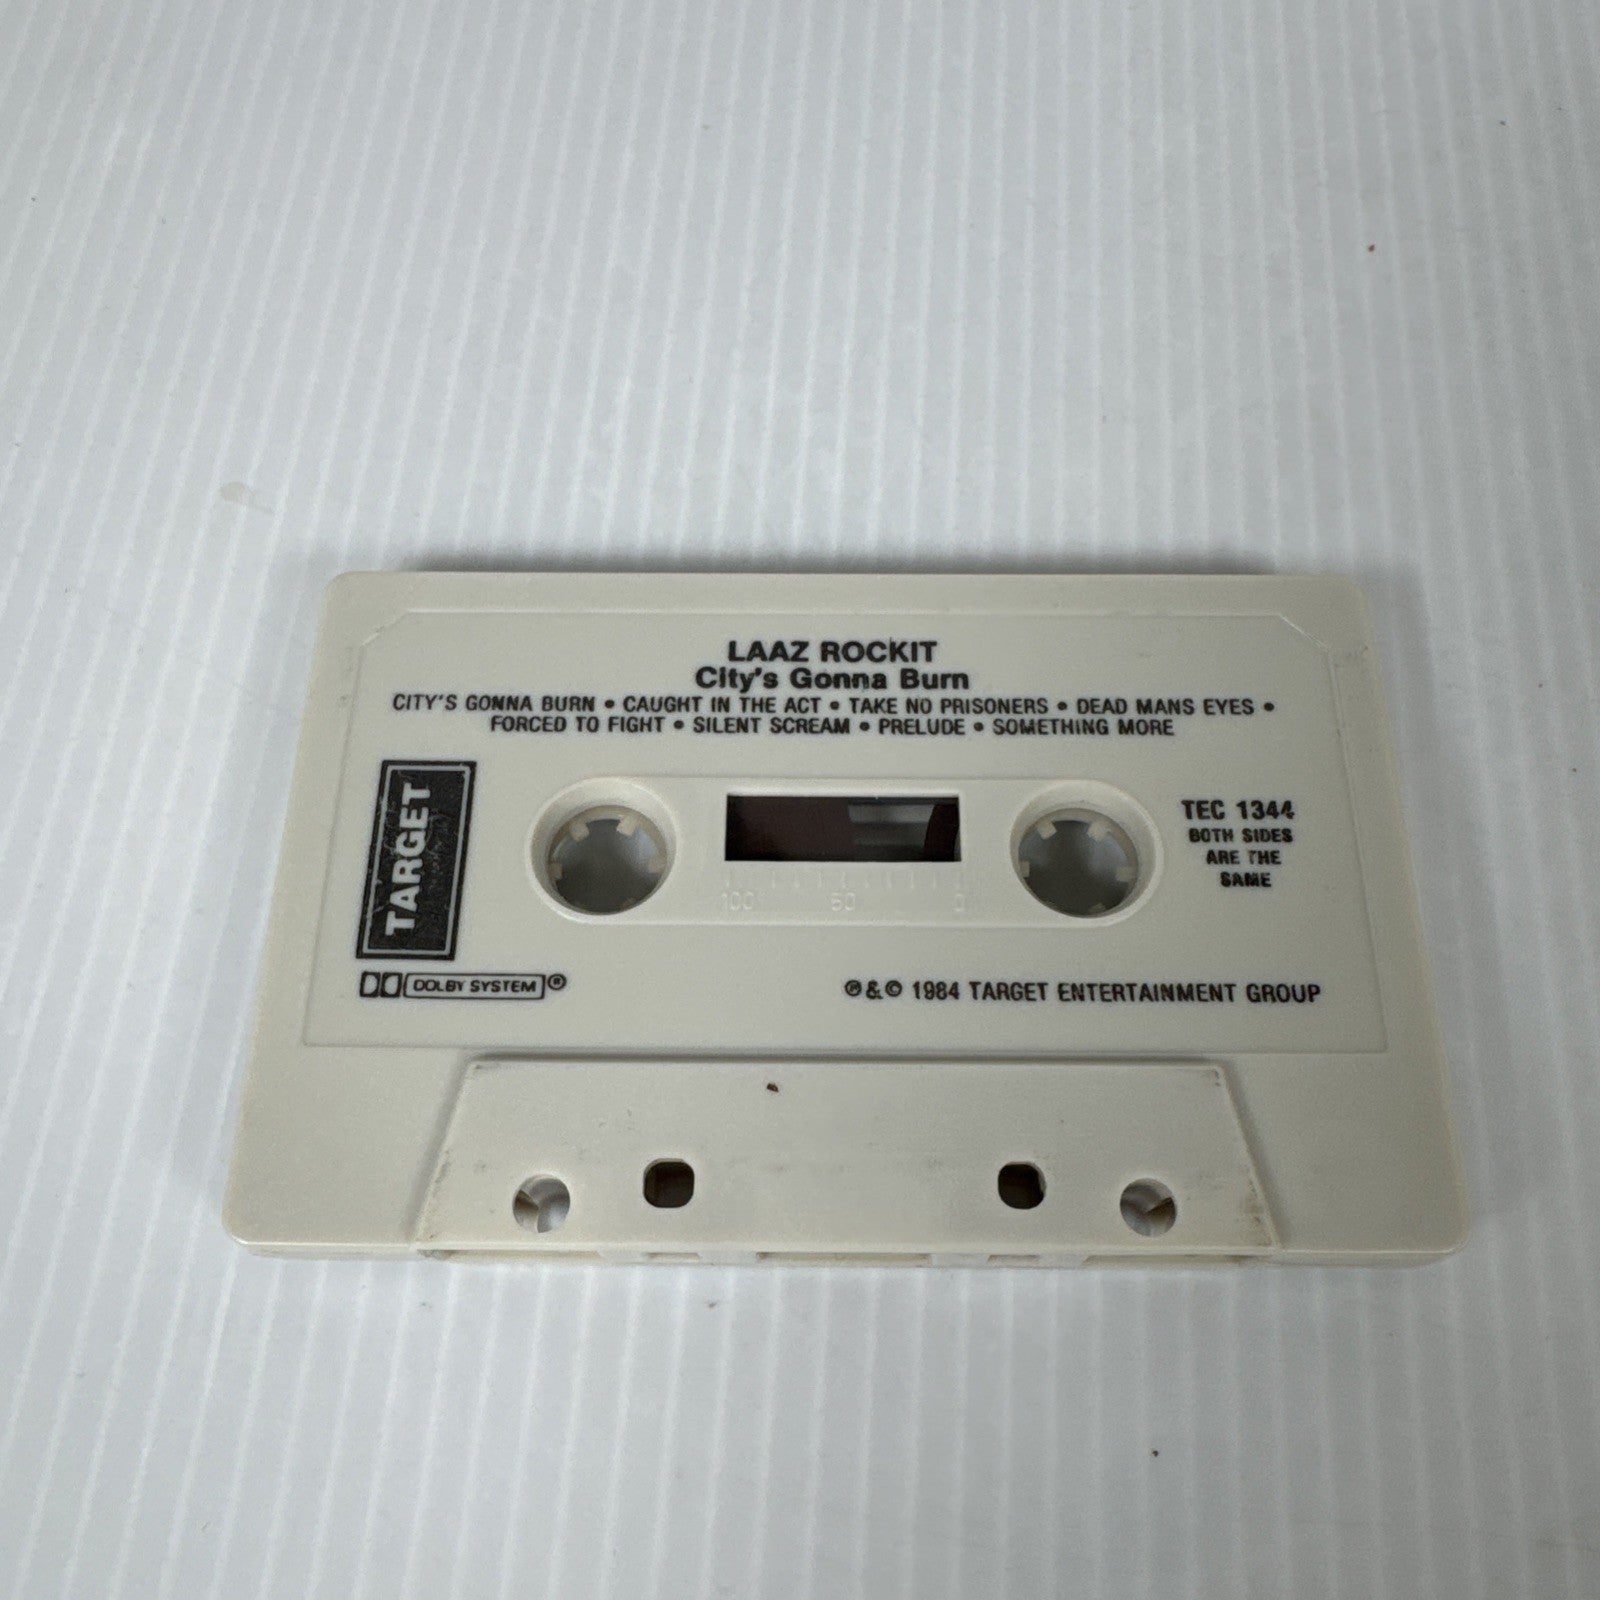 LAAZ ROCKIT
City's Gonna Burn
CITY'S GONNA BURN • CAUGHT IN THE ACT • TAKE NO PRISONERS • DEAD MANS EYES •
FORCED TO FIGHT • SILENT SCREAM • PRELUDE • SOMETHING MORE
TARGET
TEC 1344
BOTH SIDES
ARE THE
SAME
100 50 0
DOLBY SYSTEM®
℗&© 1984 TARGET ENTERTAINMENT GROUP